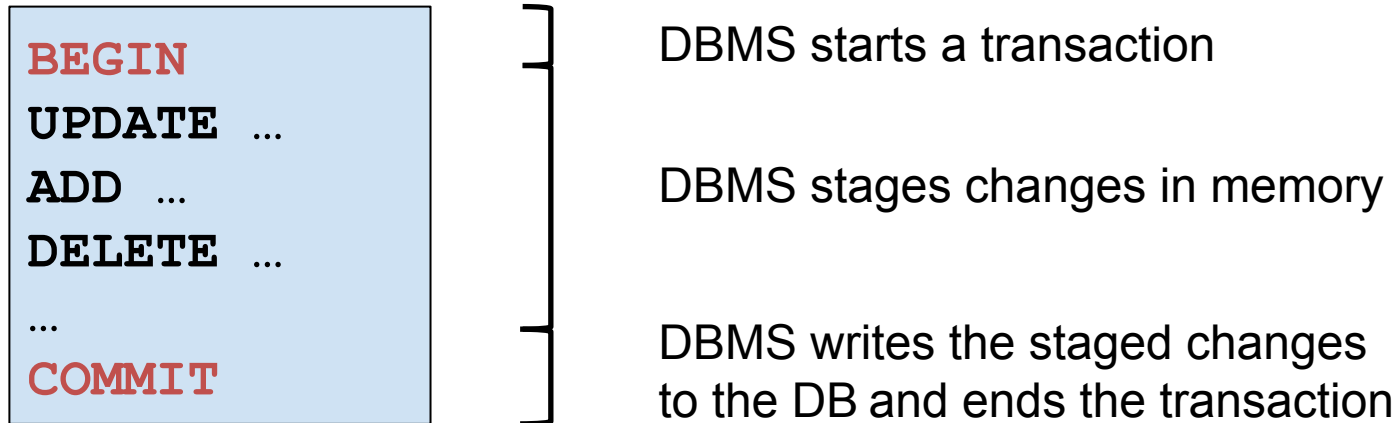 BEGIN
UPDATE …
ADD …
DELETE …
…
COMMIT
DBMS starts a transaction
DBMS stages changes in memory
DBMS writes the staged changes
to the DB and ends the transaction